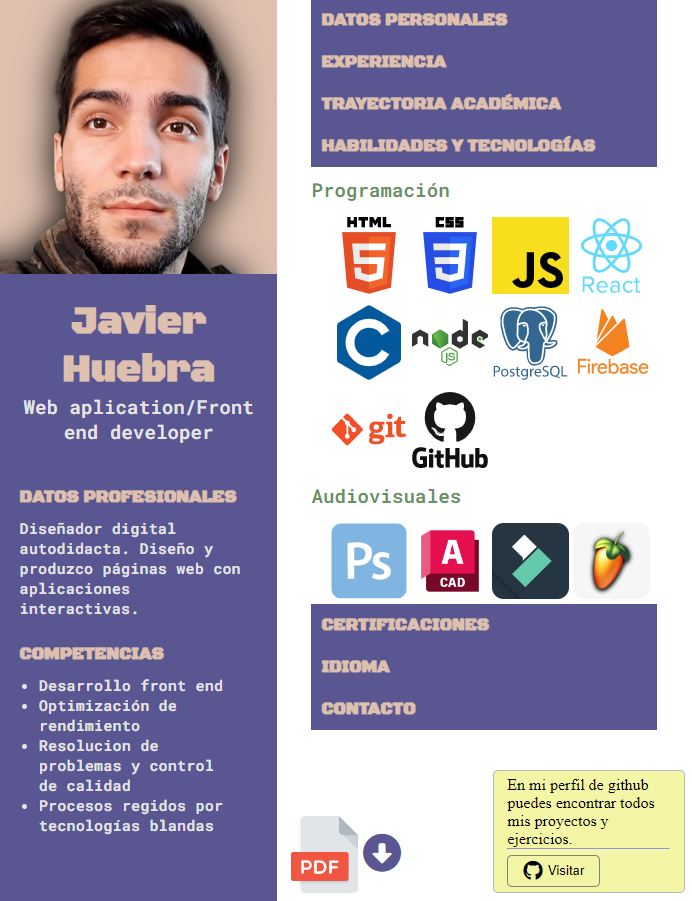 Javier
Huebra
Web aplication/Front
end developer
DATOS PROFESIONALES
Diseñador digital
autodidacta. Diseño y
produzco páginas web con
aplicaciones
interactivas.
COMPETENCIAS
• Desarrollo front end
• Optimización de
rendimiento
• Resolucion de
problemas y control
de calidad
• Procesos regidos por
tecnologías blandas
DATOS PERSONALES
EXPERIENCIA
TRAYECTORIA ACADÉMICA
HABILIDADES Y TECNOLOGÍAS
Programación
HTML
5
CSS
3
JS
React
C
node
JS
PostgreSQL
Firebase
git
GitHub
Audiovisuales
Ps
A
CAD
CERTIFICACIONES
IDIOMA
CONTACTO
PDF
En mi perfil de github
puedes encontrar todos
mis proyectos y
ejercicios.
Visitar